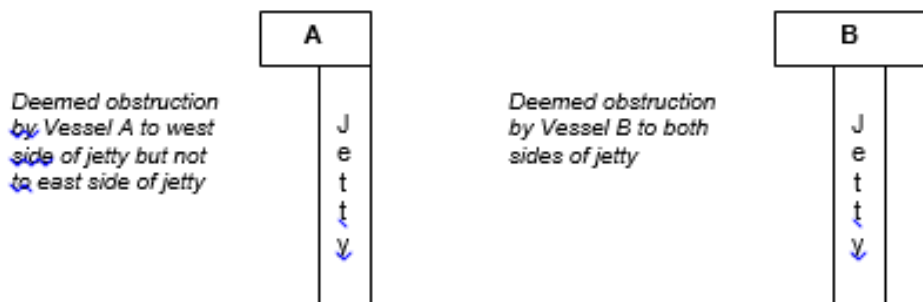 A
B
Deemed obstruction
by Vessel A to west
side of jetty but not
to east side of jetty
J
e
t
t
y
Deemed obstruction
by Vessel B to both
sides of jetty
J
e
t
t
y